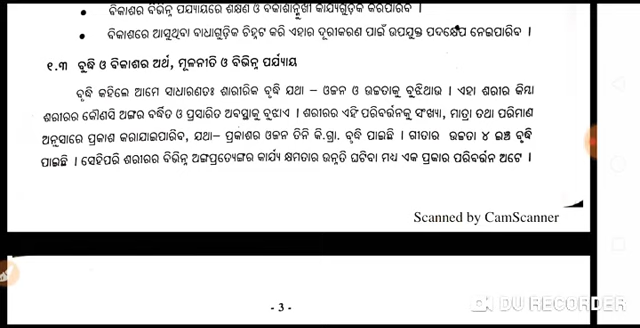 ବିକାଶର ବିଭିନ୍ନ ପର୍ଯ୍ୟାୟରେ ଶିକ୍ଷଣ ଓ ବିକାଶାନ୍ମୁଖୀ କାର୍ଯ୍ୟଗୁଡ଼ିକ କରିପାରିବ ।
ବିକାଶରେ ଆସୁଥିବା ବାଧାଗୁଡ଼ିକ ଚିହ୍ନଟ କରି ଏହାର ଦୂରୀକରଣ ପାଇଁ ଉପଯୁକ୍ତ ପଦକ୍ଷେପ ନେଇପାରିବ ।
୧.୩ ବୃଦ୍ଧି ଓ ବିକାଶର ଅର୍ଥ, ମୂଳନୀତି ଓ ବିଭିନ୍ନ ପର୍ଯ୍ୟାୟ
ବୃଦ୍ଧି କହିଲେ ଆମେ ସାଧାରଣତଃ ଶାରୀରିକ ବୃଦ୍ଧି ଯଥା – ଓଜନ ଓ ଉଚ୍ଚତାକୁ ବୁଝିଥାଉ । ଏହା ଶରୀର କିମ୍ବା
ଶରୀରର କୌଣସି ଅଙ୍ଗର ବର୍ଦ୍ଧିତ ଓ ପ୍ରସାରିତ ଅବସ୍ଥାକୁ ବୁଝାଏ । ଶରୀରର ଏହି ପରିବର୍ତ୍ତନକୁ ସଂଖ୍ୟା, ମାତ୍ରା ତଥା ପରିମାଣ
ଅନୁସାରେ ପ୍ରକାଶ କରାଯାଇପାରିବ, ଯଥା– ପ୍ରକାଶର ଓଜନ ତିନି କି.ଗ୍ରା. ବୃଦ୍ଧି ପାଇଛି । ଗୀତାର ଉଚ୍ଚତା ୪ ଇଞ୍ଚ ବୃଦ୍ଧି
ପାଇଛି । ସେହିପରି ଶରୀରର ବିଭିନ୍ନ ଅଙ୍ଗପ୍ରତ୍ୟେଙ୍ଗର କାର୍ଯ୍ୟ କ୍ଷମତାର ଉନ୍ନତି ଘଟିବା ମଧ୍ୟ ଏକ ପ୍ରକାର ପରିବର୍ତ୍ତନ ଅଟେ ।
Scanned by CamScanner
- 3 -
DU RECORDER